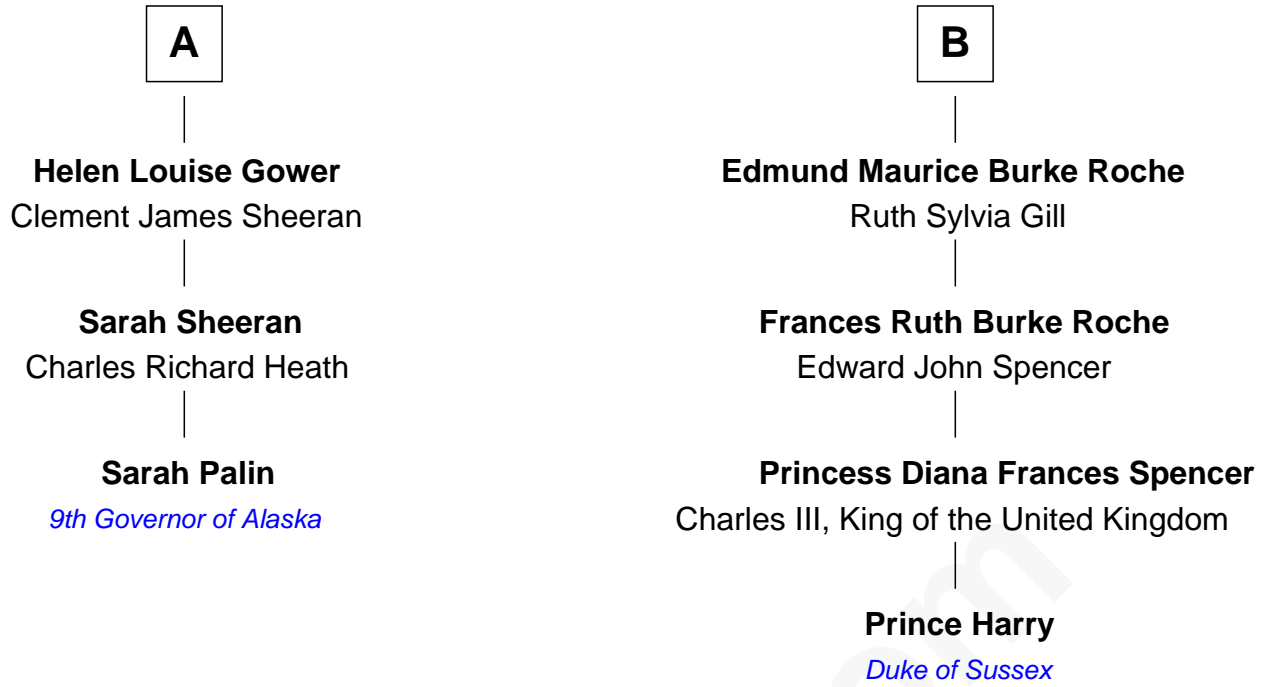 A
Helen Louise Gower
Clement James Sheeran
Sarah Sheeran
Charles Richard Heath
Sarah Palin
9th Governor of Alaska
B
Edmund Maurice Burke Roche
Ruth Sylvia Gill
Frances Ruth Burke Roche
Edward John Spencer
Princess Diana Frances Spencer
Charles III, King of the United Kingdom
Prince Harry
Duke of Sussex